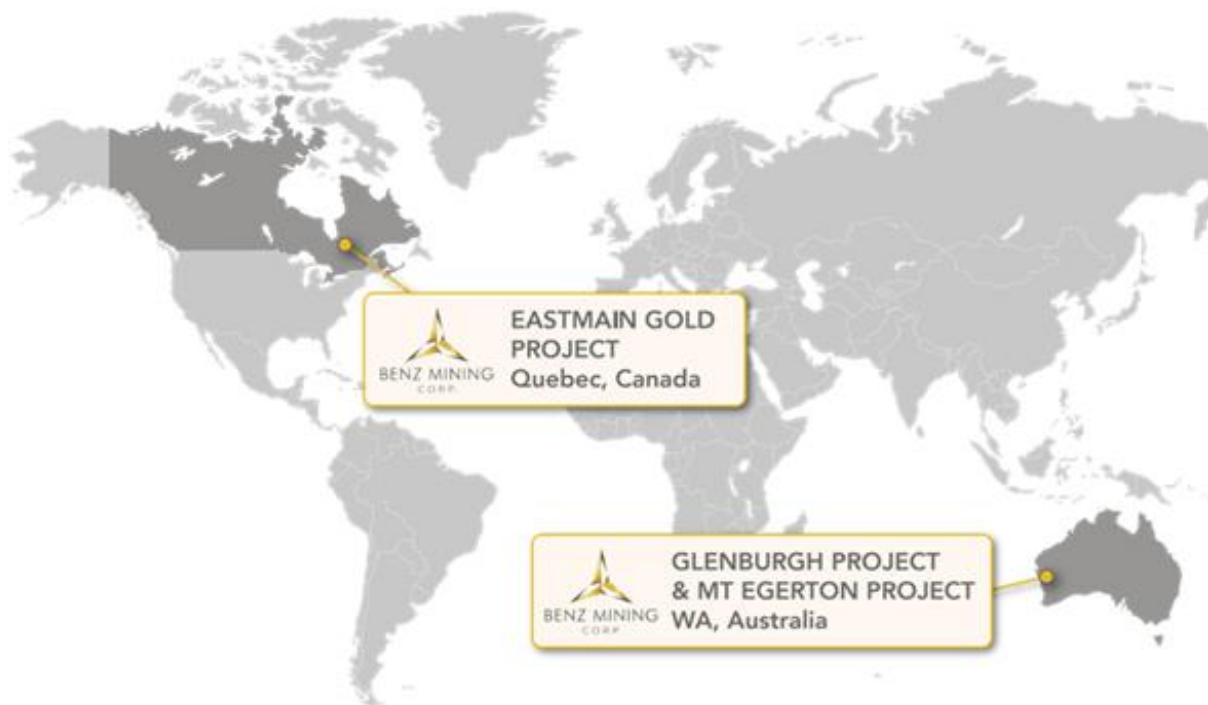 BENZ MINING
CORP.
EASTMAIN GOLD
PROJECT
Quebec, Canada
BENZ MINING
CORP
GLENBURGH PROJECT
& MT EGERTON PROJECT
WA, Australia